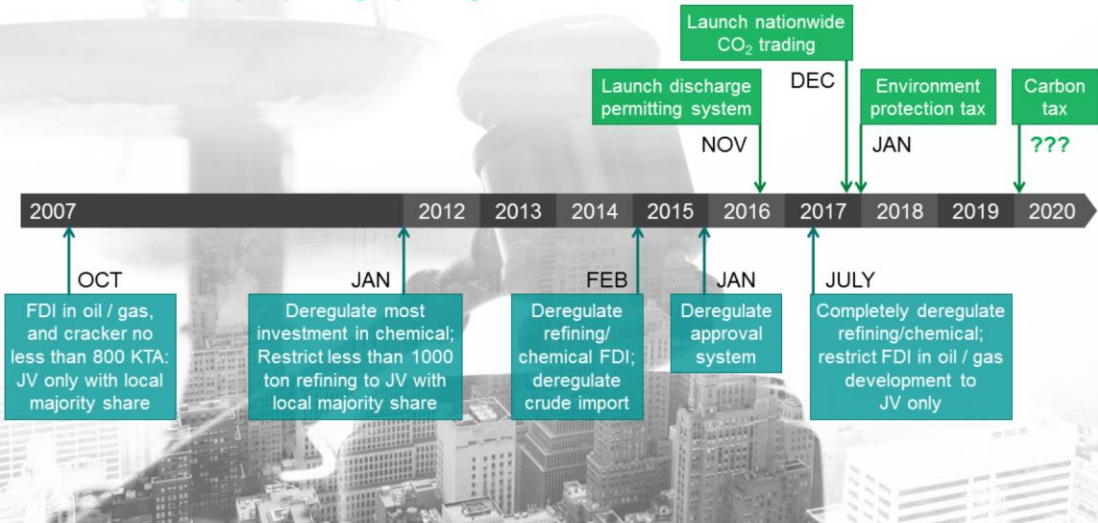 Launch nationwide
CO₂ trading
DEC
Launch discharge
permitting system
NOV
Environment
protection tax
JAN
Carbon
tax
???
2007 2012 2013 2014 2015 2016 2017 2018 2019 2020
OCT
FDI in oil / gas,
and cracker no
less than 800 KTA:
JV only with local
majority share
JAN
Deregulate most
investment in chemical;
Restrict less than 1000
ton refining to JV with
local majority share
FEB
Deregulate
refining/
chemical FDI;
deregulate
crude import
JAN
Deregulate
approval
system
JULY
Completely deregulate
refining/chemical;
restrict FDI in oil / gas
development to
JV only